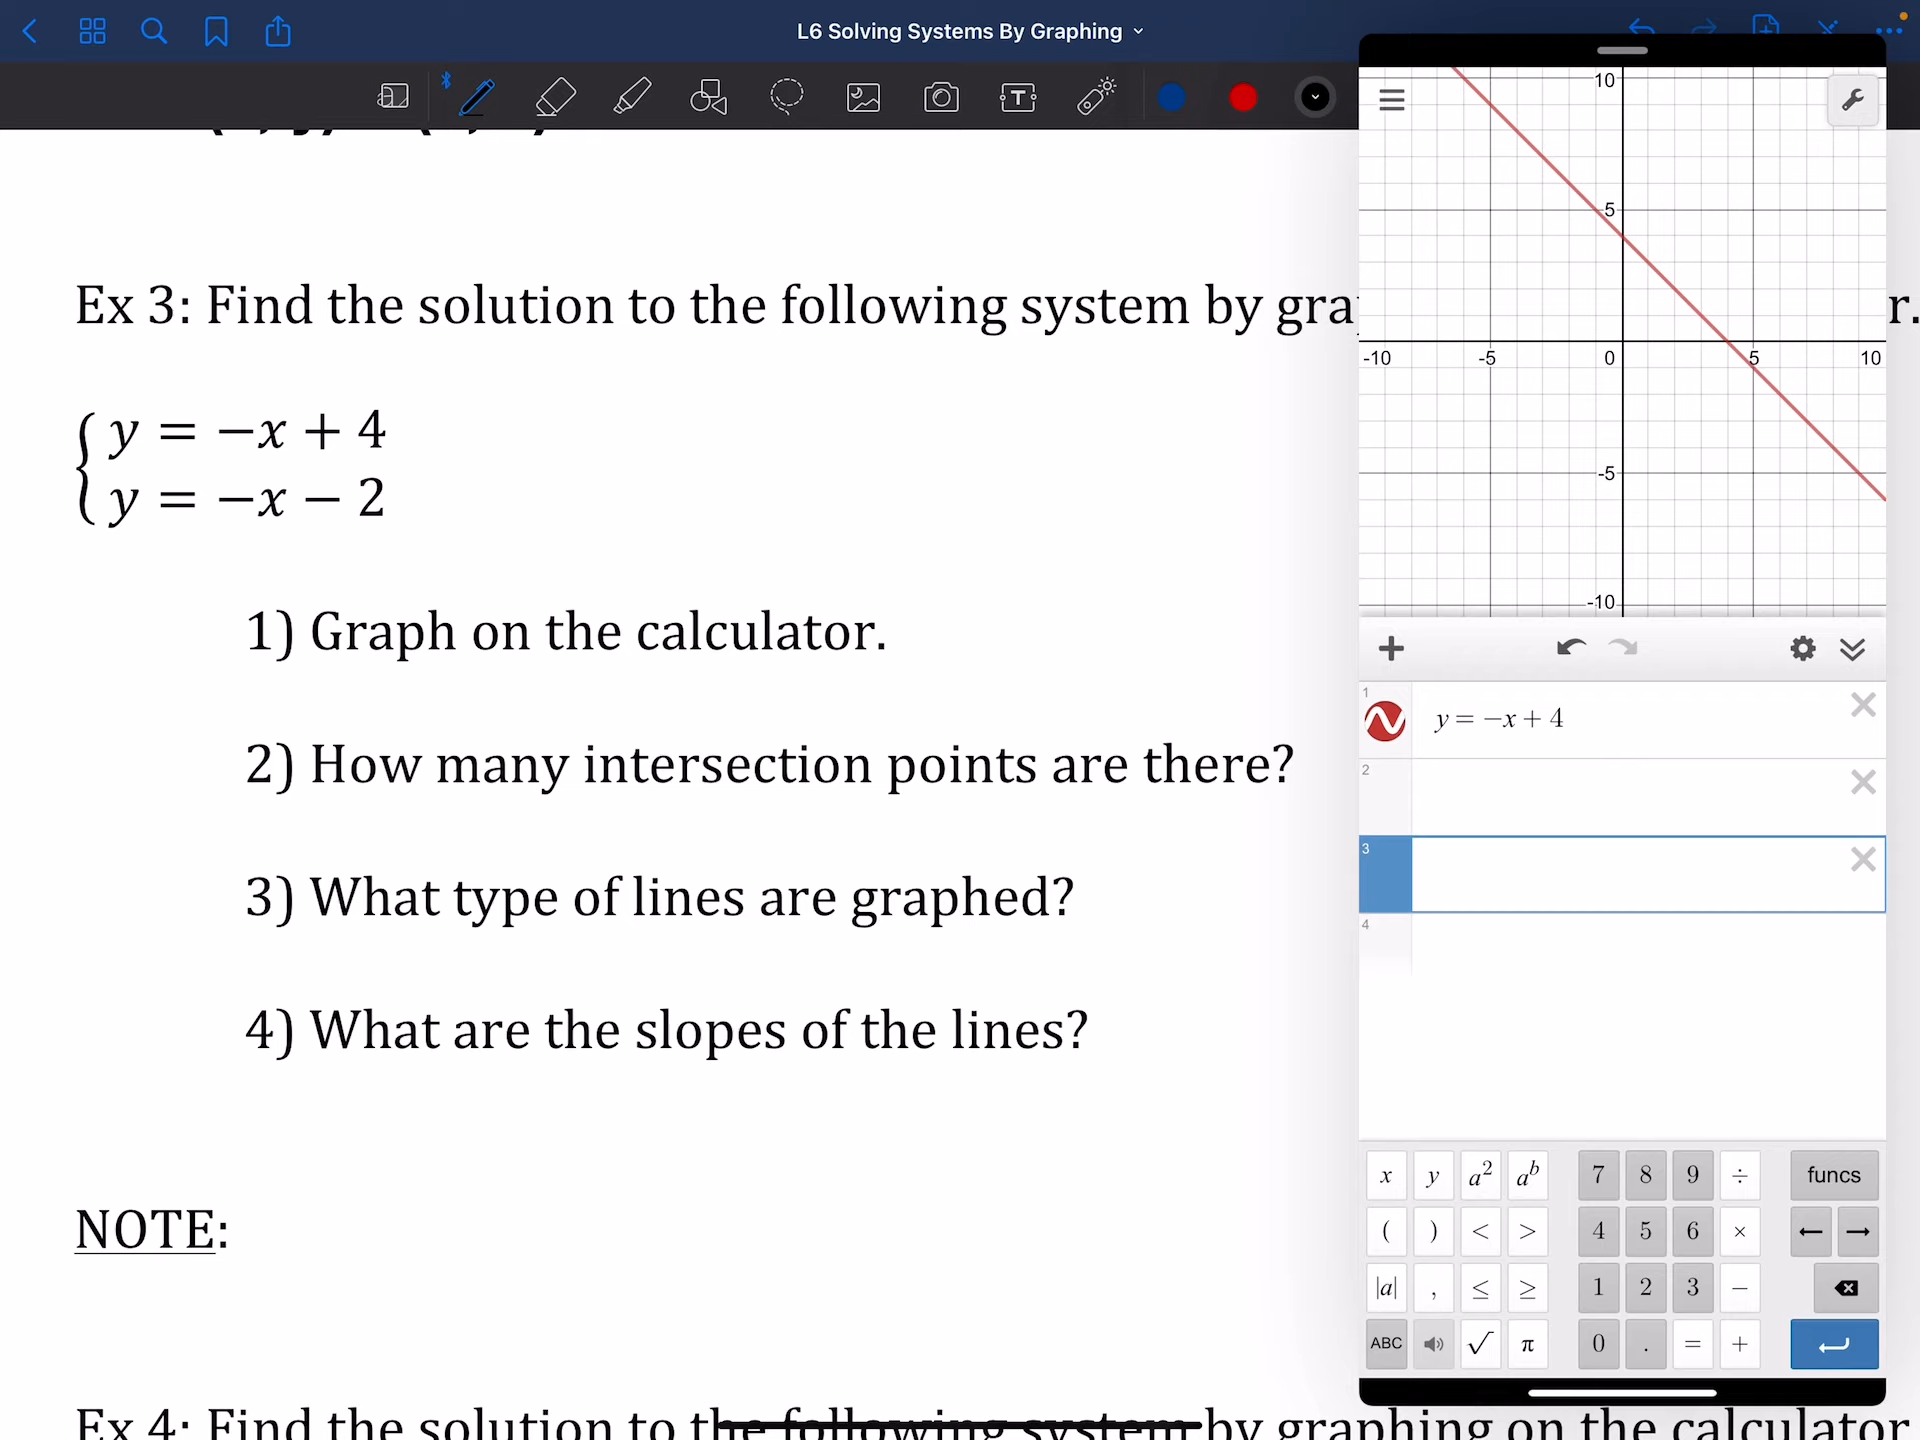 L6 Solving Systems By Graphing
Ex 3: Find the solution to the following system by gra
r.
y = −x + 4
y = −x − 2
1) Graph on the calculator.
2) How many intersection points are there?
3) What type of lines are graphed?
4) What are the slopes of the lines?
NOTE:
Ex 4: Find the solution to the following system by graphing on the calculator
10
5
-10 -5 0 5 10
-5
-10
1
y = −x + 4
2
3
4
x y a² aᵇ 7 8 9 ÷ funcs
( ) < > 4 5 6 × ← →
|a| , ≤ ≥ 1 2 3 −
ABC √ π 0 . = +